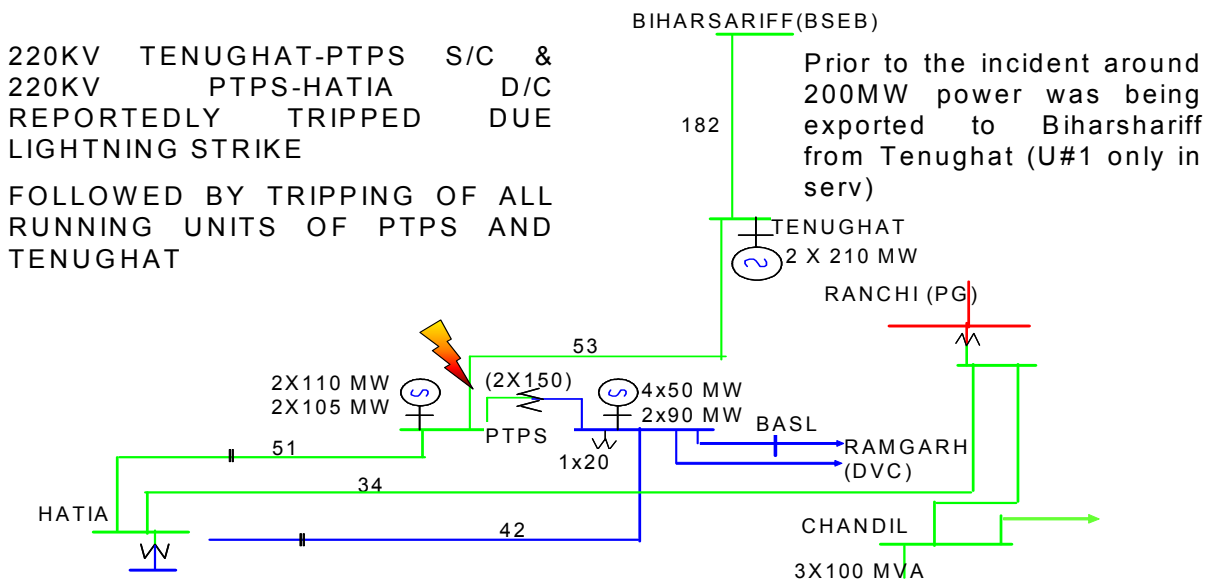 BIHARSARIFF(BSEB)
220KV TENUGHAT-PTPS S/C &
220KV PTPS-HATIA D/C
REPORTEDLY TRIPPED DUE
LIGHTNING STRIKE
FOLLOWED BY TRIPPING OF ALL
RUNNING UNITS OF PTPS AND
TENUGHAT
Prior to the incident around
200MW power was being
exported to Biharshariff
from Tenughat (U#1 only in
serv)
182
TENUGHAT
2 X 210 MW
RANCHI (PG)
53
2X110 MW
2X105 MW
(2X150)
4x50 MW
2x90 MW
PTPS
1x20
BASL
RAMGARH
(DVC)
51
34
HATIA
42
CHANDIL
3X100 MVA